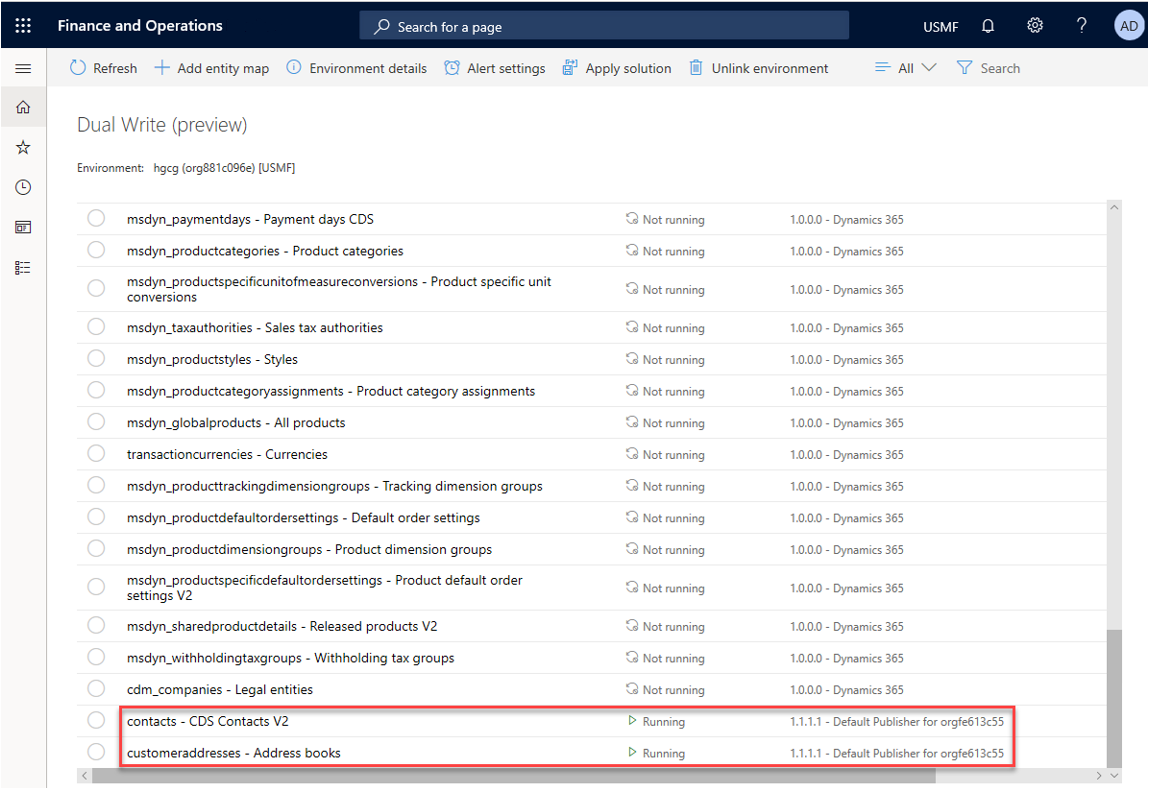 Finance and Operations
Search for a page
USMF
?
AD
Refresh
Add entity map
Environment details
Alert settings
Apply solution
Unlink environment
All
Search
Dual Write (preview)
Environment: hgcg (org881c096e) [USMF]
msdyn_paymentdays - Payment days CDS Not running 1.0.0.0 - Dynamics 365
msdyn_productcategories - Product categories Not running 1.0.0.0 - Dynamics 365
msdyn_productspecificunitofmeasureconversions - Product specific unit
conversions
Not running 1.0.0.0 - Dynamics 365
msdyn_taxauthorities - Sales tax authorities Not running 1.0.0.0 - Dynamics 365
msdyn_productstyles - Styles Not running 1.0.0.0 - Dynamics 365
msdyn_productcategoryassignments - Product category assignments Not running 1.0.0.0 - Dynamics 365
msdyn_globalproducts - All products Not running 1.0.0.0 - Dynamics 365
transactioncurrencies - Currencies Not running 1.0.0.0 - Dynamics 365
msdyn_producttrackingdimensiongroups - Tracking dimension groups Not running 1.0.0.0 - Dynamics 365
msdyn_productdefaultordersettings - Default order settings Not running 1.0.0.0 - Dynamics 365
msdyn_productdimensiongroups - Product dimension groups Not running 1.0.0.0 - Dynamics 365
msdyn_productspecificdefaultordersettings - Product default order
settings V2
Not running 1.0.0.0 - Dynamics 365
msdyn_sharedproductdetails - Released products V2 Not running 1.0.0.0 - Dynamics 365
msdyn_withholdingtaxgroups - Withholding tax groups Not running 1.0.0.0 - Dynamics 365
cdm_companies - Legal entities Not running 1.0.0.0 - Dynamics 365
contacts - CDS Contacts V2 Running 1.1.1.1 - Default Publisher for orgfe613c55
customeraddresses - Address books Running 1.1.1.1 - Default Publisher for orgfe613c55